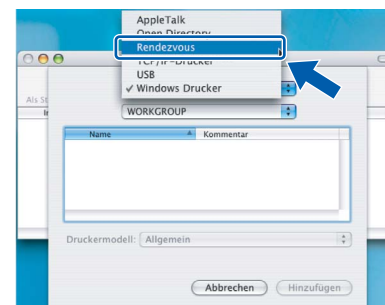 AppleTalk
Open Directory
Rendezvous
TCP/IP-Drucker
USB
✓ Windows Drucker
Als St
In
WORKGROUP
Name Kommentar
Druckermodell: Allgemein
Abbrechen Hinzufügen